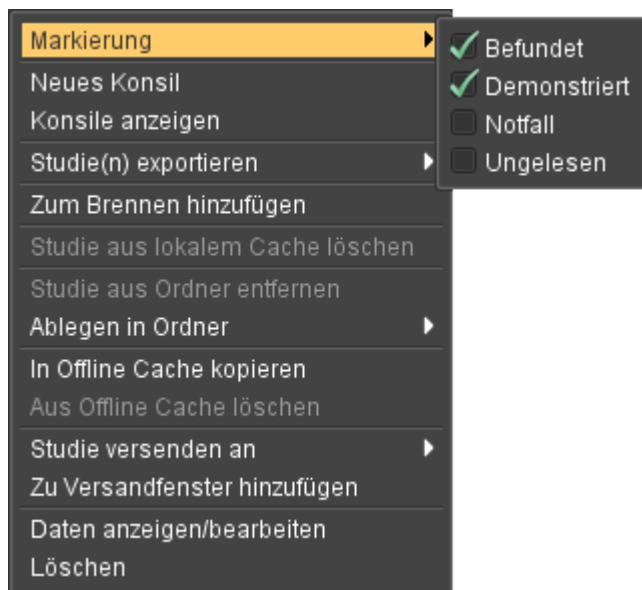 Markierung
Neues Konsil
Konsile anzeigen
Studie(n) exportieren
Zum Brennen hinzufügen
Studie aus lokalem Cache löschen
Studie aus Ordner entfernen
Ablegen in Ordner
In Offline Cache kopieren
Aus Offline Cache löschen
Studie versenden an
Zu Versandfenster hinzufügen
Daten anzeigen/bearbeiten
Löschen
Befundet
Demonstriert
Notfall
Ungelesen